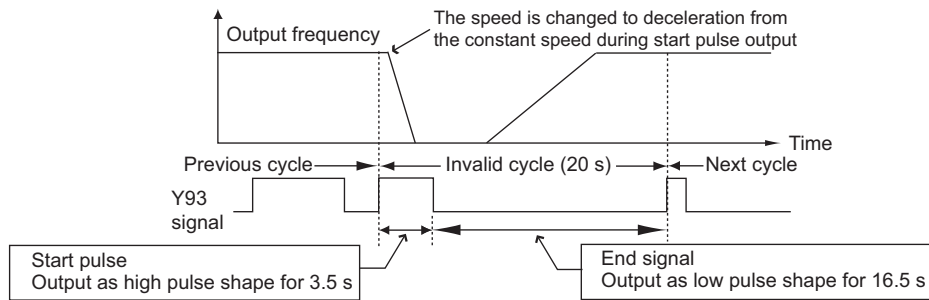 The speed is changed to deceleration from
the constant speed during start pulse output
Output frequency
Time
Previous cycle
Invalid cycle (20 s)
Next cycle
Y93
signal
Start pulse
Output as high pulse shape for 3.5 s
End signal
Output as low pulse shape for 16.5 s